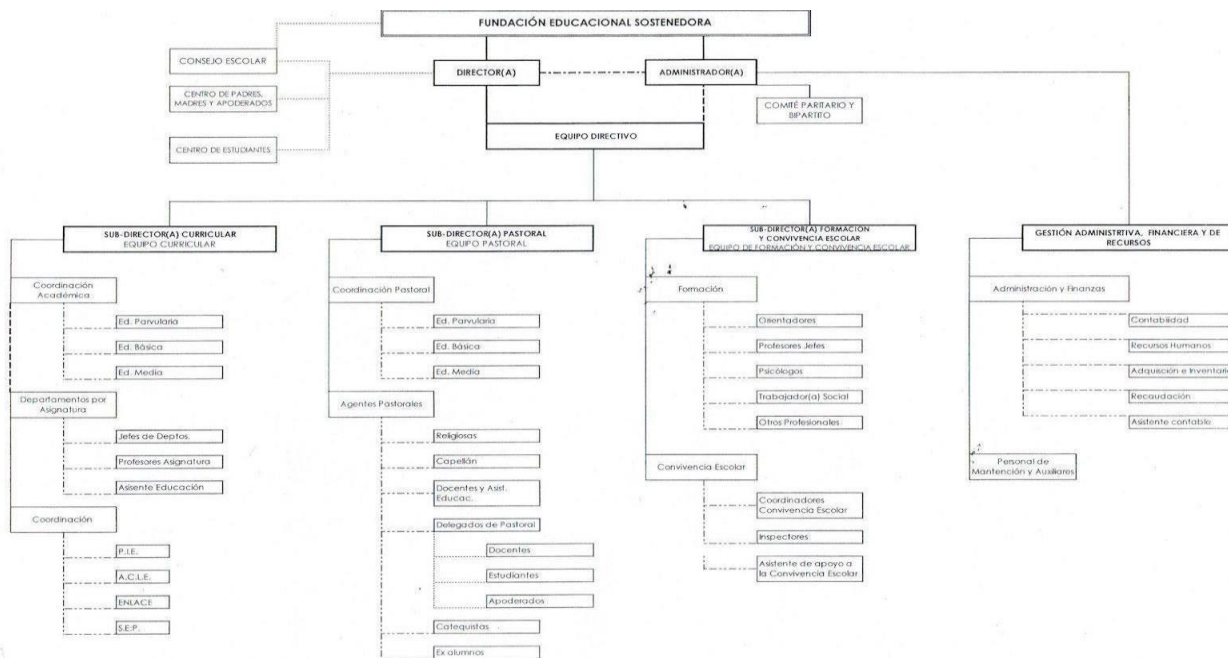 FUNDACIÓN EDUCACIONAL SOSTENEDORA
CONSEJO ESCOLAR
DIRECTOR(A)
ADMINISTRADOR(A)
CENTRO DE PADRES,
MADRES Y APODERADOS
COMITÉ PARITARIO Y
BIPARTITO
EQUIPO DIRECTIVO
CENTRO DE ESTUDIANTES
SUB-DIRECTOR(A) CURRICULAR
EQUIPO CURRICULAR
Coordinación
Académica
Ed. Parvularia
Ed. Básica
Ed. Media
Departamentos por
Asignatura
Jefes de Deptos.
Profesores Asignatura
Asisente Educación
Coordinación
P.I.E.
A.C.L.E.
ENLACE
S.E.P.
SUB-DIRECTOR(A) PASTORAL
EQUIPO PASTORAL
Coordinación Pastoral
Ed. Parvularia
Ed. Básica
Ed. Media
Agentes Pastorales
Religiosas
Capellán
Docentes y Asist.
Educac.
Delegados de Pastoral
Docentes
Estudiantes
Apoderados
Catequistas
Ex alumnos
SUB-DIRECTOR(A) FORMACION
Y CONVIVENCIA ESCOLAR
EQUIPO DE FORMACIÓN Y CONVIVENCIA ESCOLAR
Formación
Orientadores
Profesores Jefes
Psicólogos
Trabajador(a) Social
Otros Profesionales
Convivencia Escolar
Coordinadores
Convivencia Escolar
Inspectores
Asistente de apoyo a
la Convivencia Escolar
GESTIÓN ADMINISTRTIVA, FINANCIERA Y DE
RECURSOS
Administración y Finanzas
Contabilidad
Recursos Humanos
Adquisción e Inventario
Recaudación
Asistente contable
Personal de
Mantención y Auxiliares